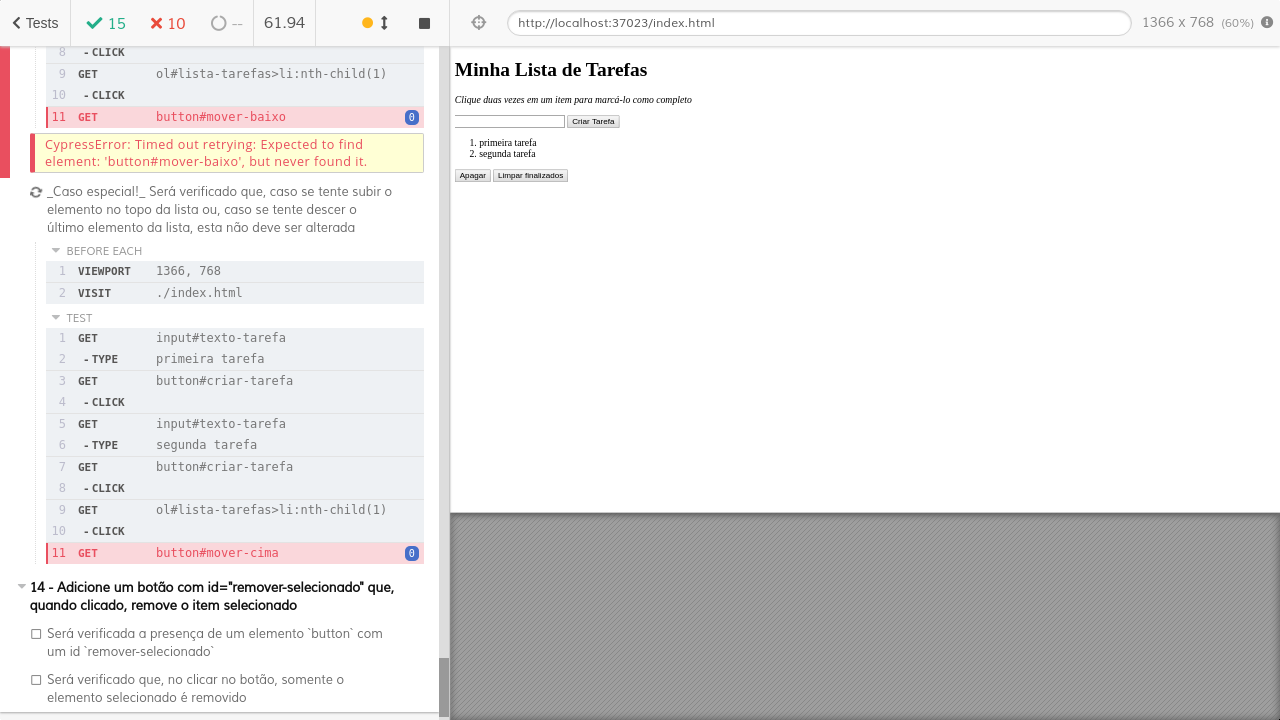 Tests 15 10 -- 61.94
http://localhost:37023/index.html 1366 x 768 (60%)
8 - CLICK
9 GET ol#lista-tarefas>li:nth-child(1)
10 - CLICK
11 GET button#mover-baixo 0
CypressError: Timed out retrying: Expected to find
element: 'button#mover-baixo', but never found it.
_Caso especial!_ Será verificado que, caso se tente subir o
elemento no topo da lista ou, caso se tente descer o
último elemento da lista, esta não deve ser alterada
BEFORE EACH
1 VIEWPORT 1366, 768
2 VISIT ./index.html
TEST
1 GET input#texto-tarefa
2 - TYPE primeira tarefa
3 GET button#criar-tarefa
4 - CLICK
5 GET input#texto-tarefa
6 - TYPE segunda tarefa
7 GET button#criar-tarefa
8 - CLICK
9 GET ol#lista-tarefas>li:nth-child(1)
10 - CLICK
11 GET button#mover-cima 0
14 - Adicione um botão com id="remover-selecionado" que,
quando clicado, remove o item selecionado
Será verificada a presença de um elemento `button` com
um id `remover-selecionado`
Será verificado que, no clicar no botão, somente o
elemento selecionado é removido
Minha Lista de Tarefas
Clique duas vezes em um item para marcá-lo como completo
Criar Tarefa
1. primeira tarefa
2. segunda tarefa
Apagar Limpar finalizados